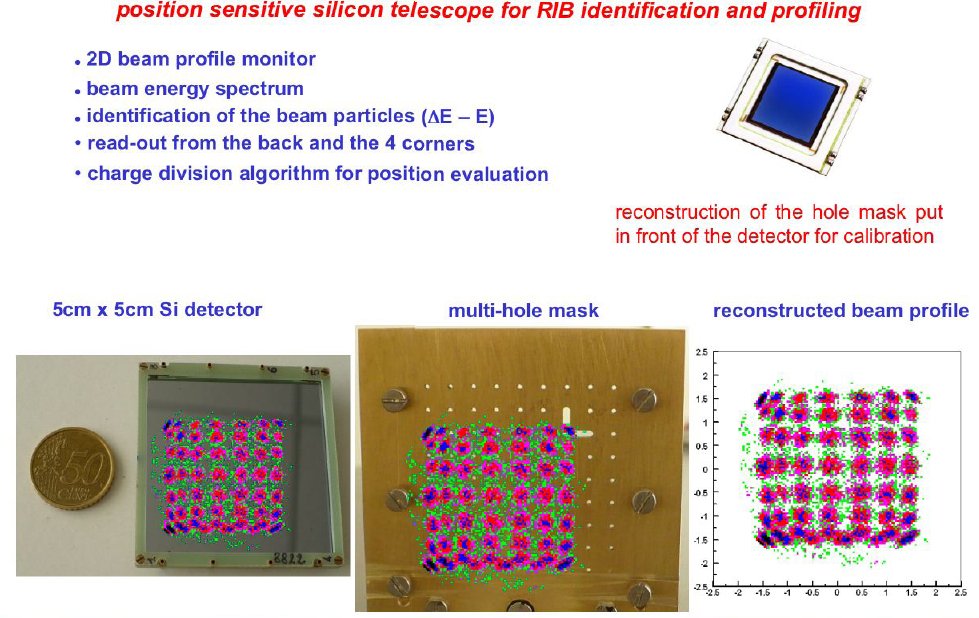 position sensitive silicon telescope for RIB identification and profiling
• 2D beam profile monitor
• beam energy spectrum
• identification of the beam particles (ΔE – E)
• read-out from the back and the 4 corners
• charge division algorithm for position evaluation
reconstruction of the hole mask put
in front of the detector for calibration
5cm x 5cm Si detector
multi-hole mask
reconstructed beam profile
50
CENT
8822
2.5
2
1.5
1
0.5
0
-0.5
-1
-1.5
-2
-2.5
-2.5 -2 -1.5 -1 -0.5 0 0.5 1 1.5 2 2.5